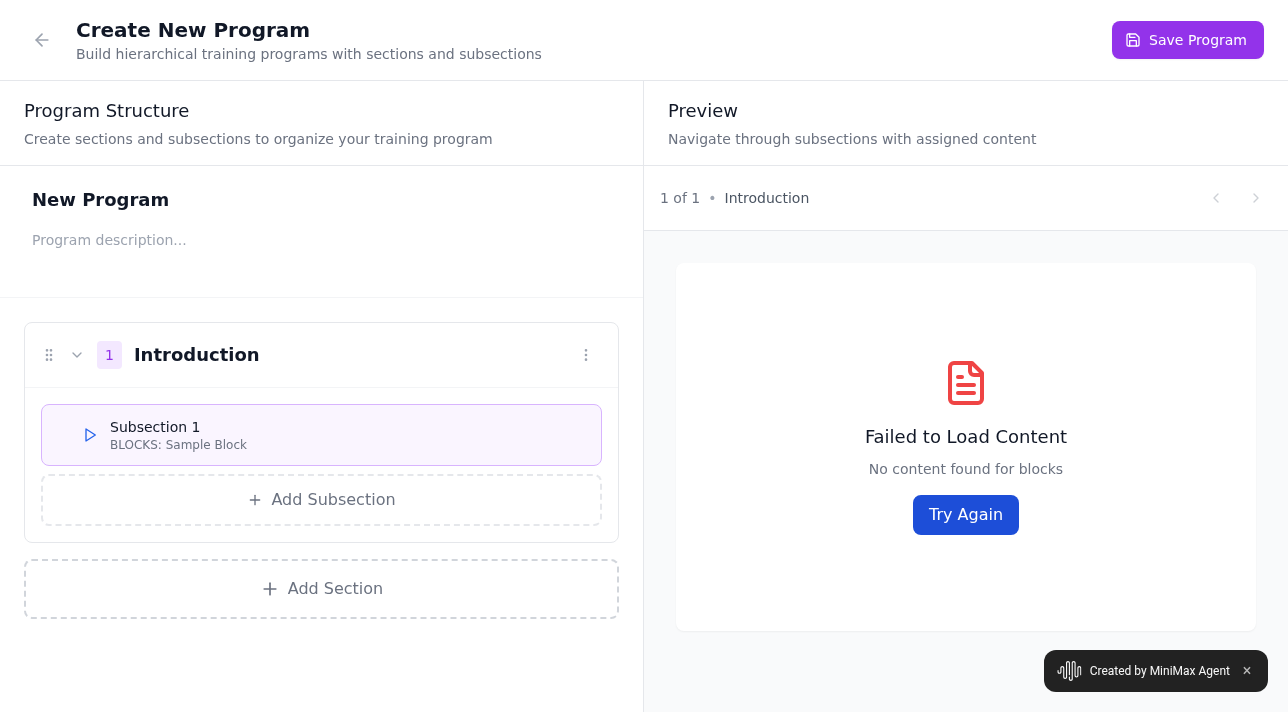 Create New Program
Build hierarchical training programs with sections and subsections
Save Program
Program Structure
Create sections and subsections to organize your training program
New Program
Program description...
1 Introduction
Subsection 1
BLOCKS: Sample Block
Add Subsection
Add Section
Preview
Navigate through subsections with assigned content
1 of 1 • Introduction
Failed to Load Content
No content found for blocks
Try Again
Created by MiniMax Agent